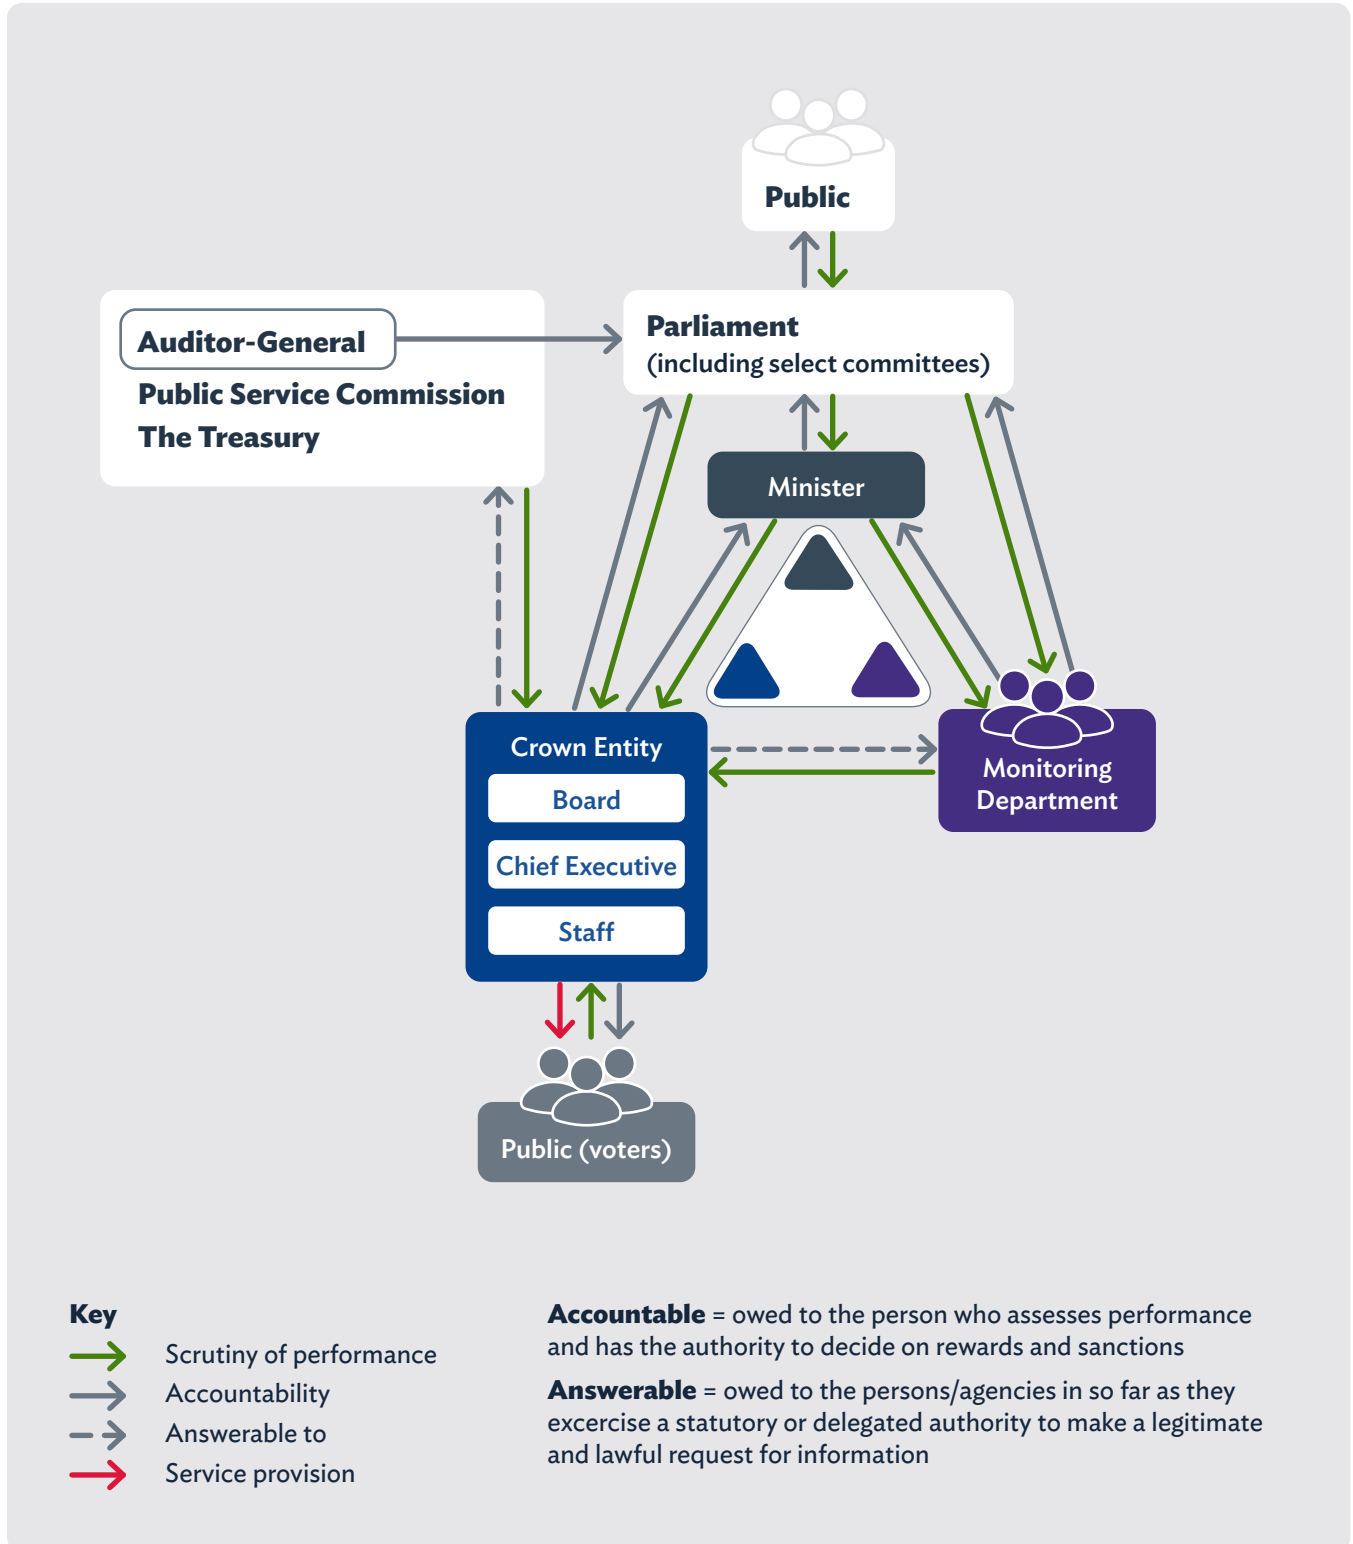 Public
Auditor-General
Public Service Commission
The Treasury
Parliament
(including select committees)
Minister
Crown Entity
Board
Chief Executive
Staff
Monitoring
Department
Public (voters)
Key
Scrutiny of performance
Accountability
Answerable to
Service provision
Accountable = owed to the person who assesses performance
and has the authority to decide on rewards and sanctions
Answerable = owed to the persons/agencies in so far as they
excercise a statutory or delegated authority to make a legitimate
and lawful request for information